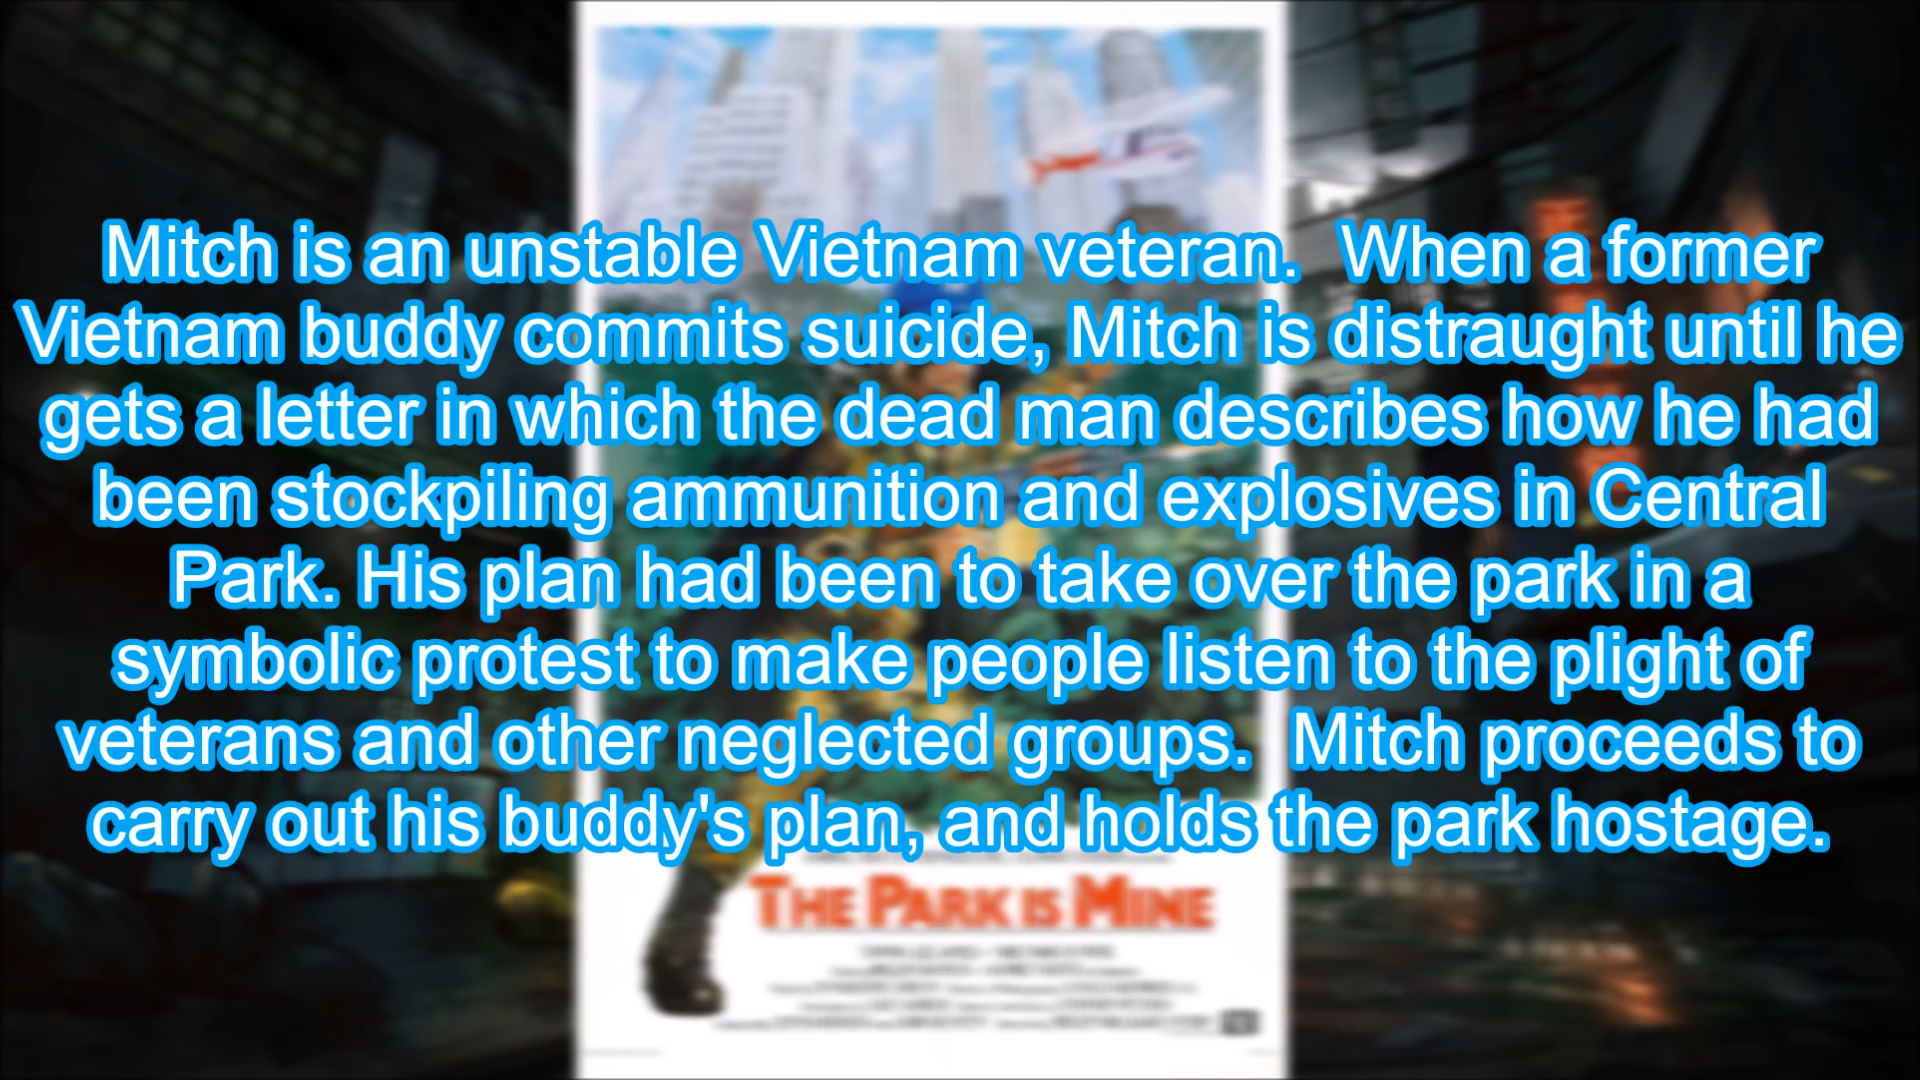 Mitch is an unstable Vietnam veteran.  When a former
Vietnam buddy commits suicide, Mitch is distraught until he
gets a letter in which the dead man describes how he had
been stockpiling ammunition and explosives in Central
Park. His plan had been to take over the park in a
symbolic protest to make people listen to the plight of
veterans and other neglected groups.  Mitch proceeds to
carry out his buddy's plan, and holds the park hostage.
THE PARK IS MINE